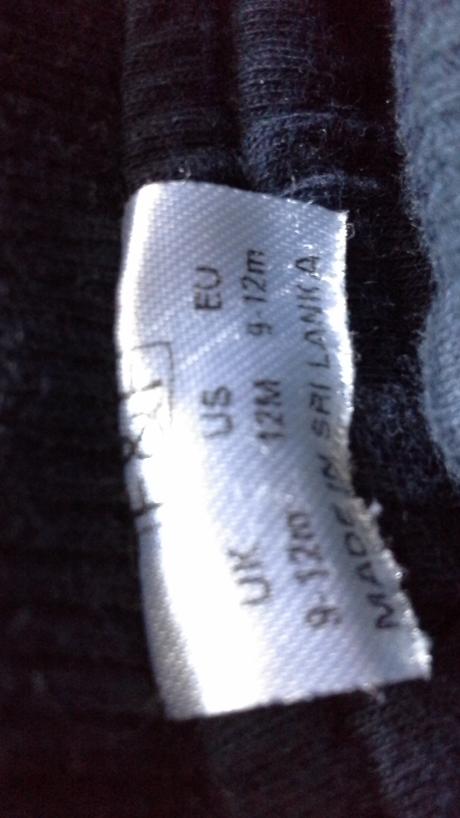 F&F
UK US EU
9-12m 12M 9-12m
MADE IN SRI LANKA